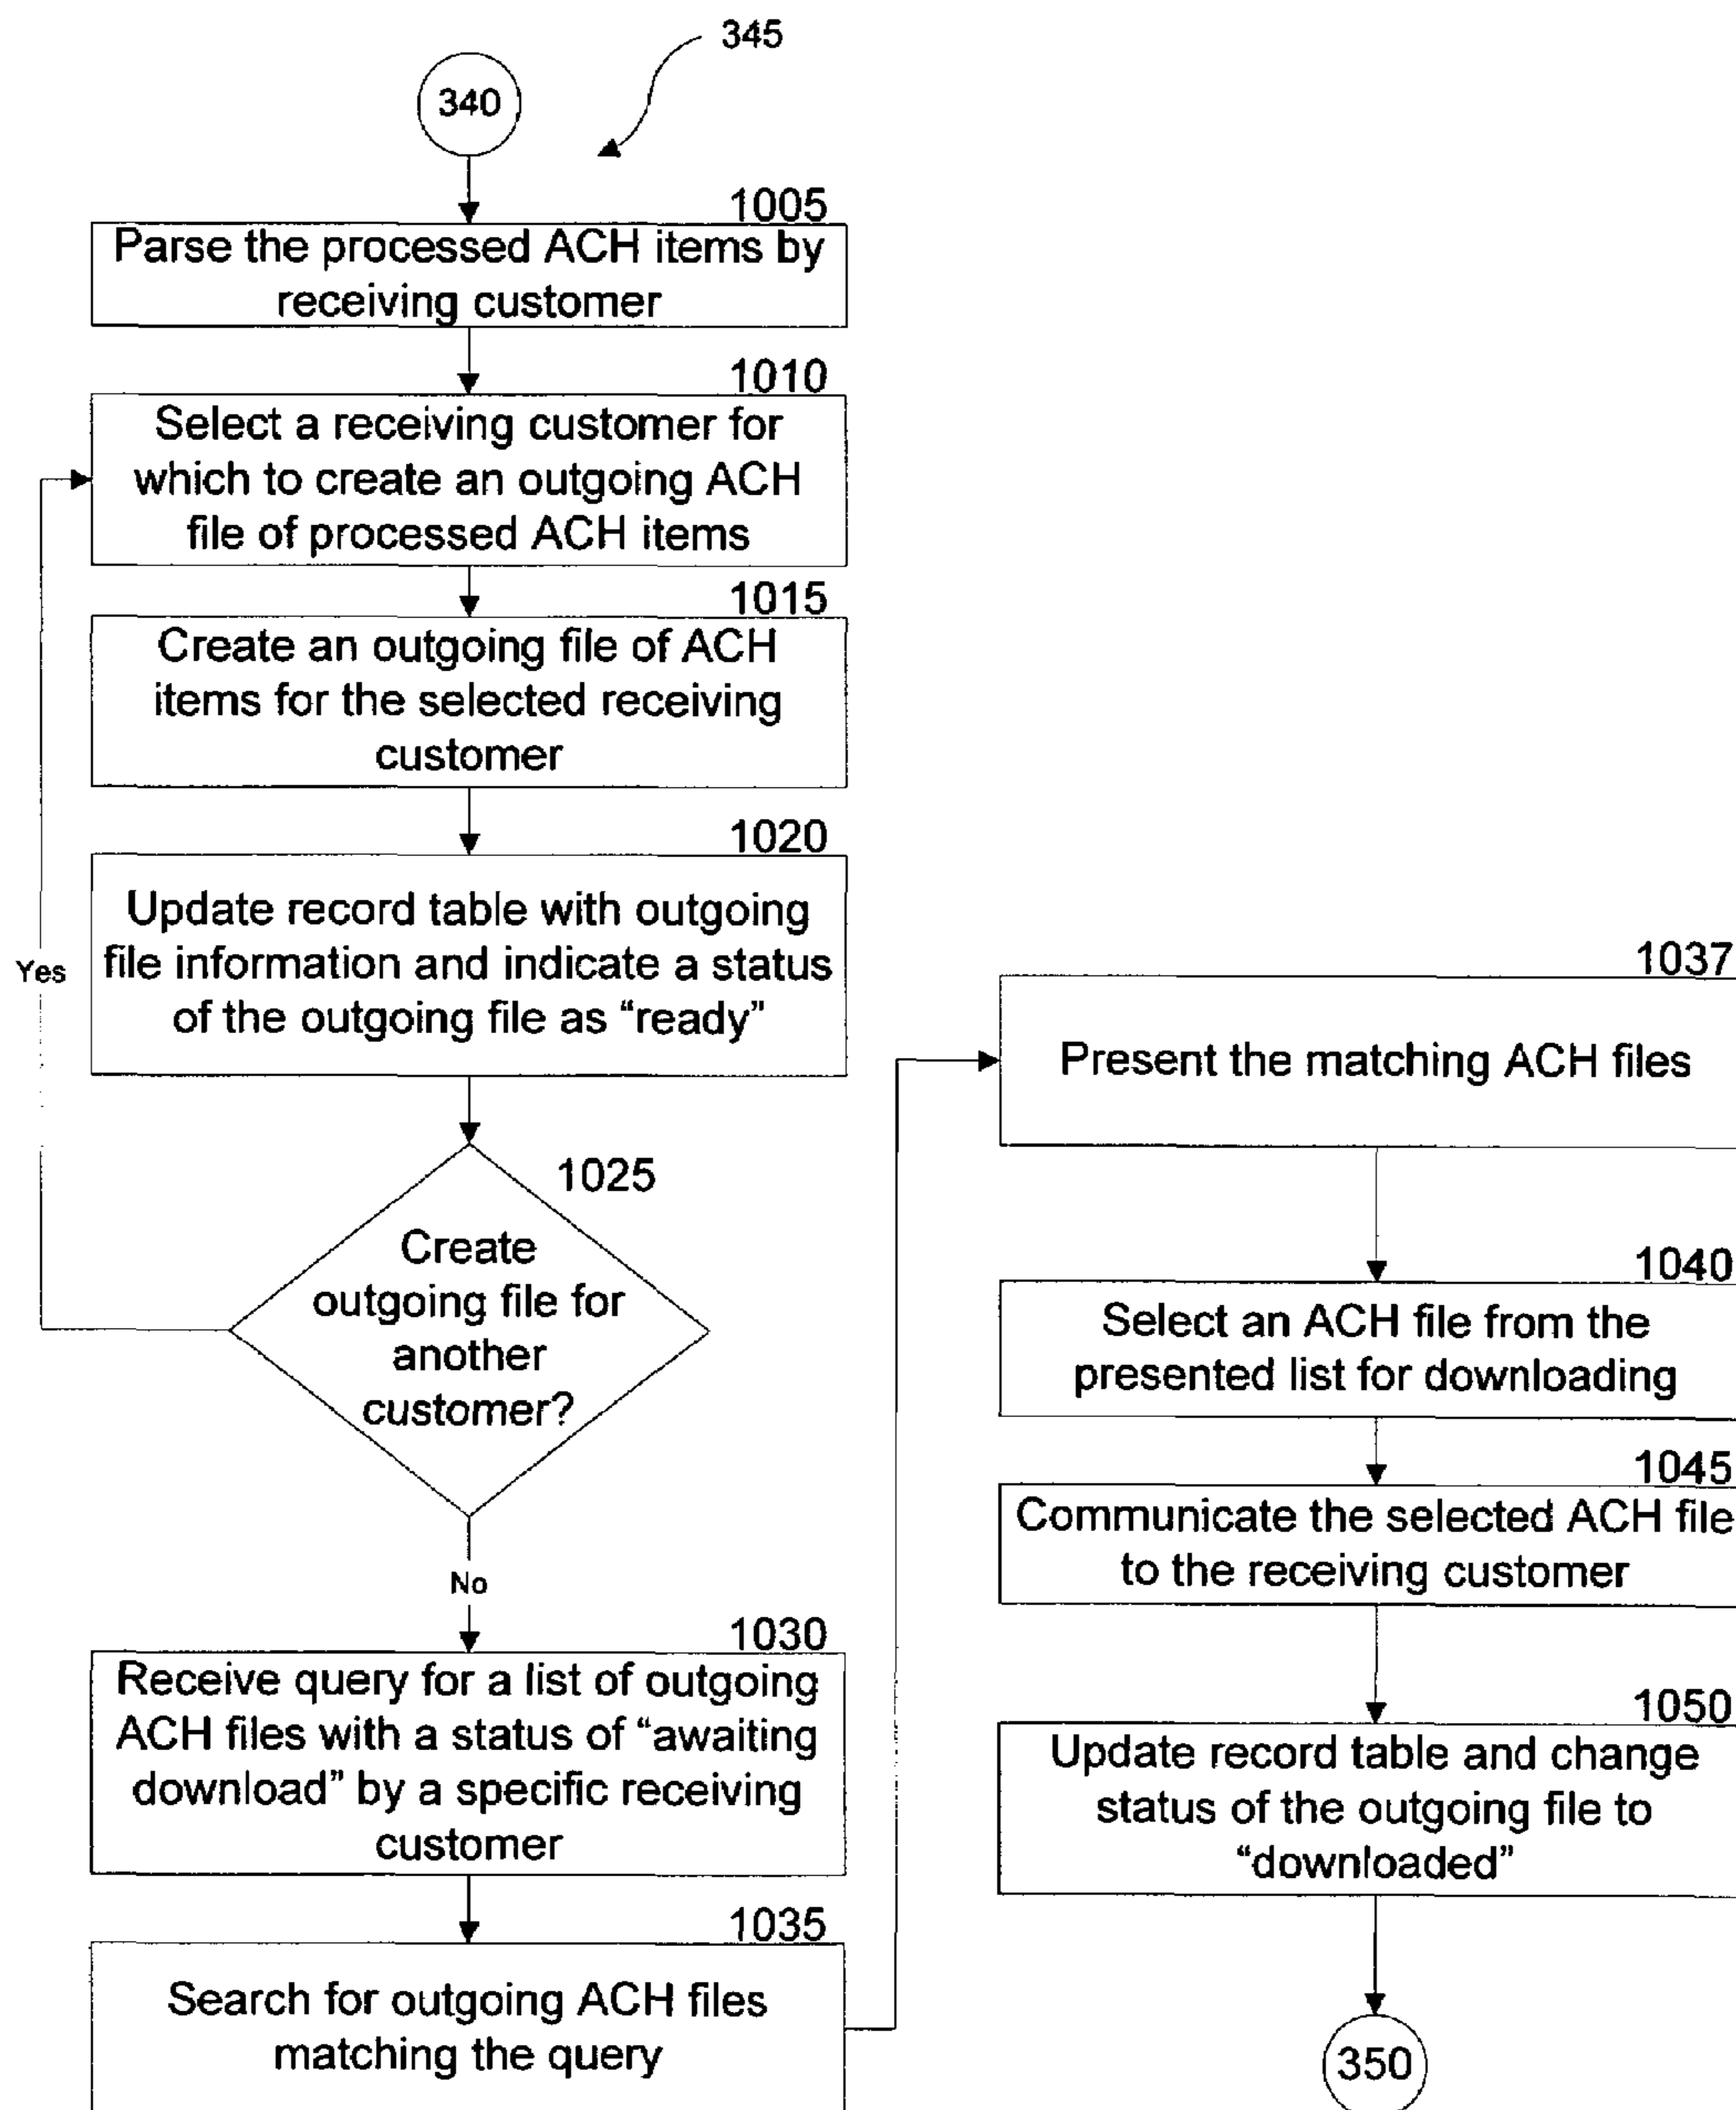 345
340
1005
Parse the processed ACH items by
receiving customer
1010
Select a receiving customer for
which to create an outgoing ACH
file of processed ACH items
1015
Create an outgoing file of ACH
items for the selected receiving
customer
1020
Update record table with outgoing
file information and indicate a status
of the outgoing file as “ready”
Yes
1025
Create
outgoing file for
another
customer?
No
1030
Receive query for a list of outgoing
ACH files with a status of “awaiting
download” by a specific receiving
customer
1035
Search for outgoing ACH files
matching the query
1037
Present the matching ACH files
1040
Select an ACH file from the
presented list for downloading
1045
Communicate the selected ACH file
to the receiving customer
1050
Update record table and change
status of the outgoing file to
“downloaded”
350